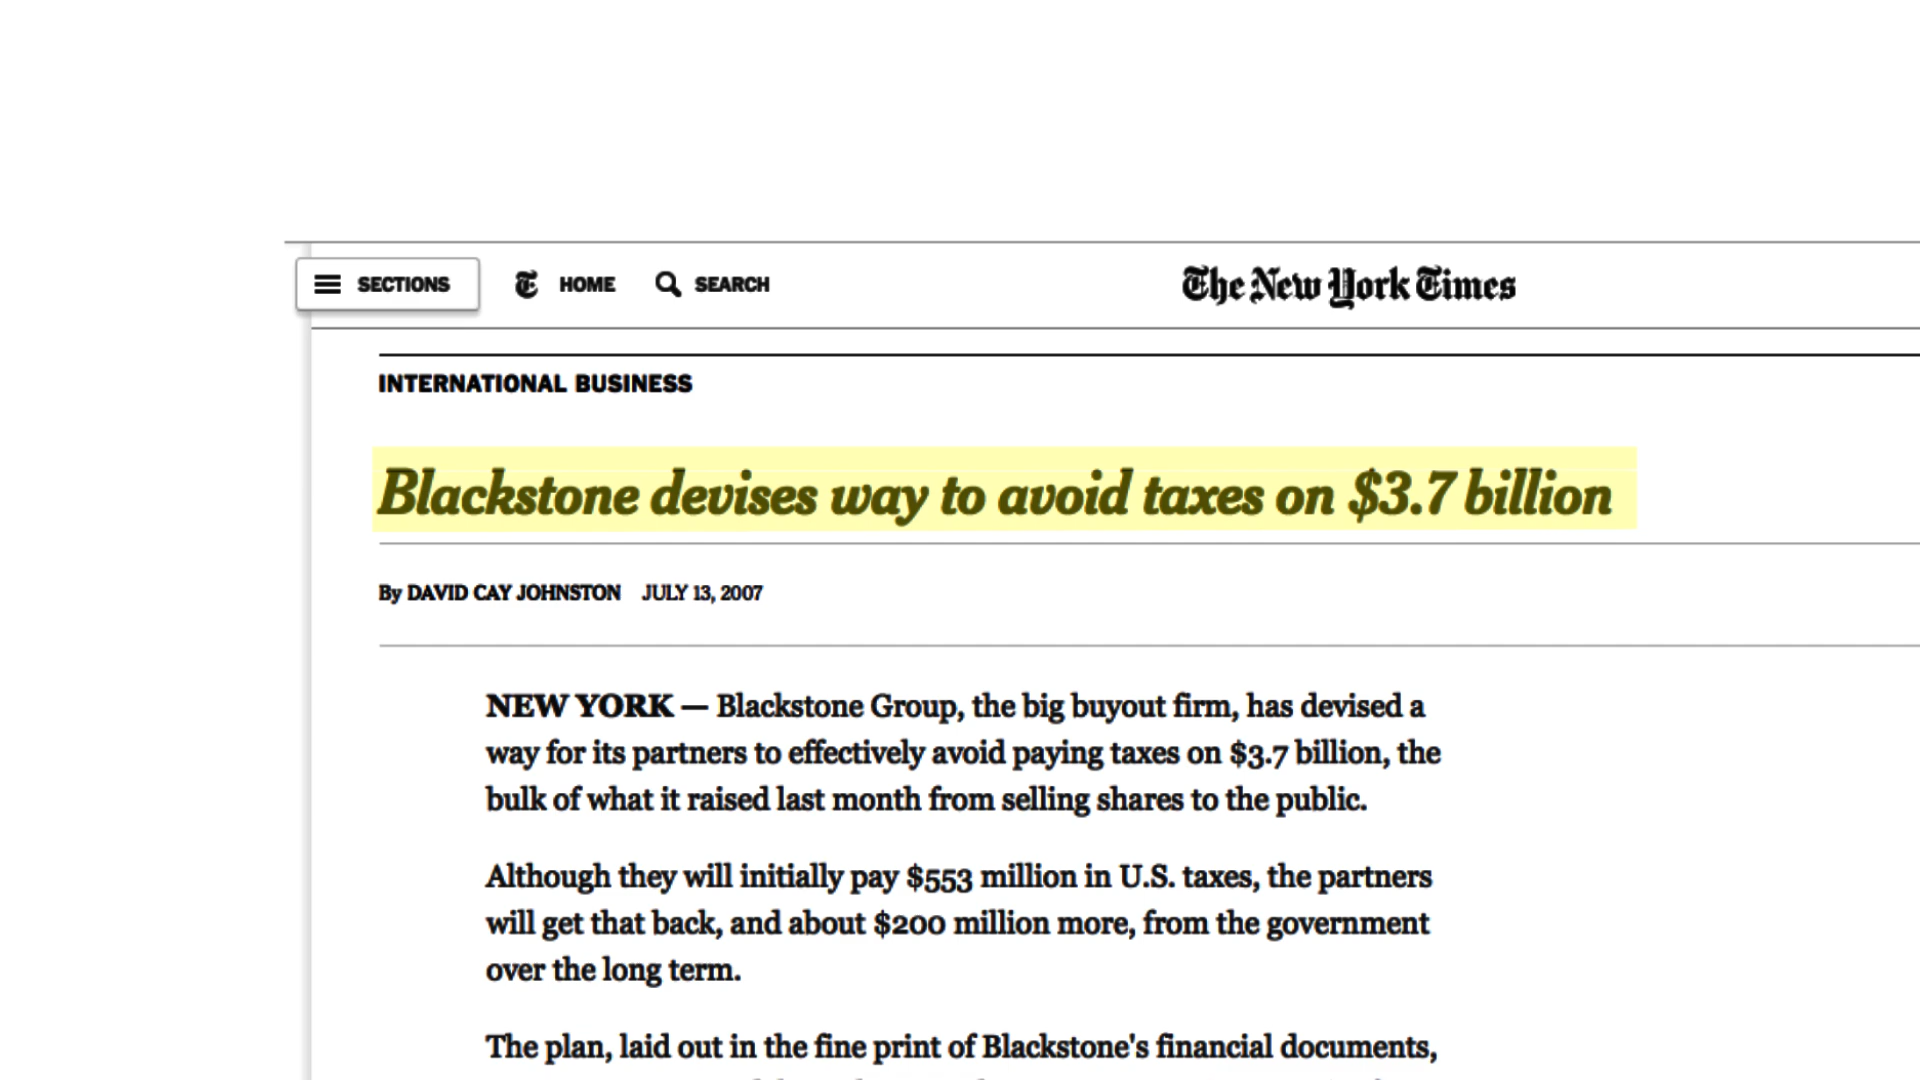 SECTIONS HOME SEARCH The New York Times
INTERNATIONAL BUSINESS
Blackstone devises way to avoid taxes on $3.7 billion
By DAVID CAY JOHNSTON JULY 13, 2007
NEW YORK — Blackstone Group, the big buyout firm, has devised a
way for its partners to effectively avoid paying taxes on $3.7 billion, the
bulk of what it raised last month from selling shares to the public.
Although they will initially pay $553 million in U.S. taxes, the partners
will get that back, and about $200 million more, from the government
over the long term.
The plan, laid out in the fine print of Blackstone's financial documents,